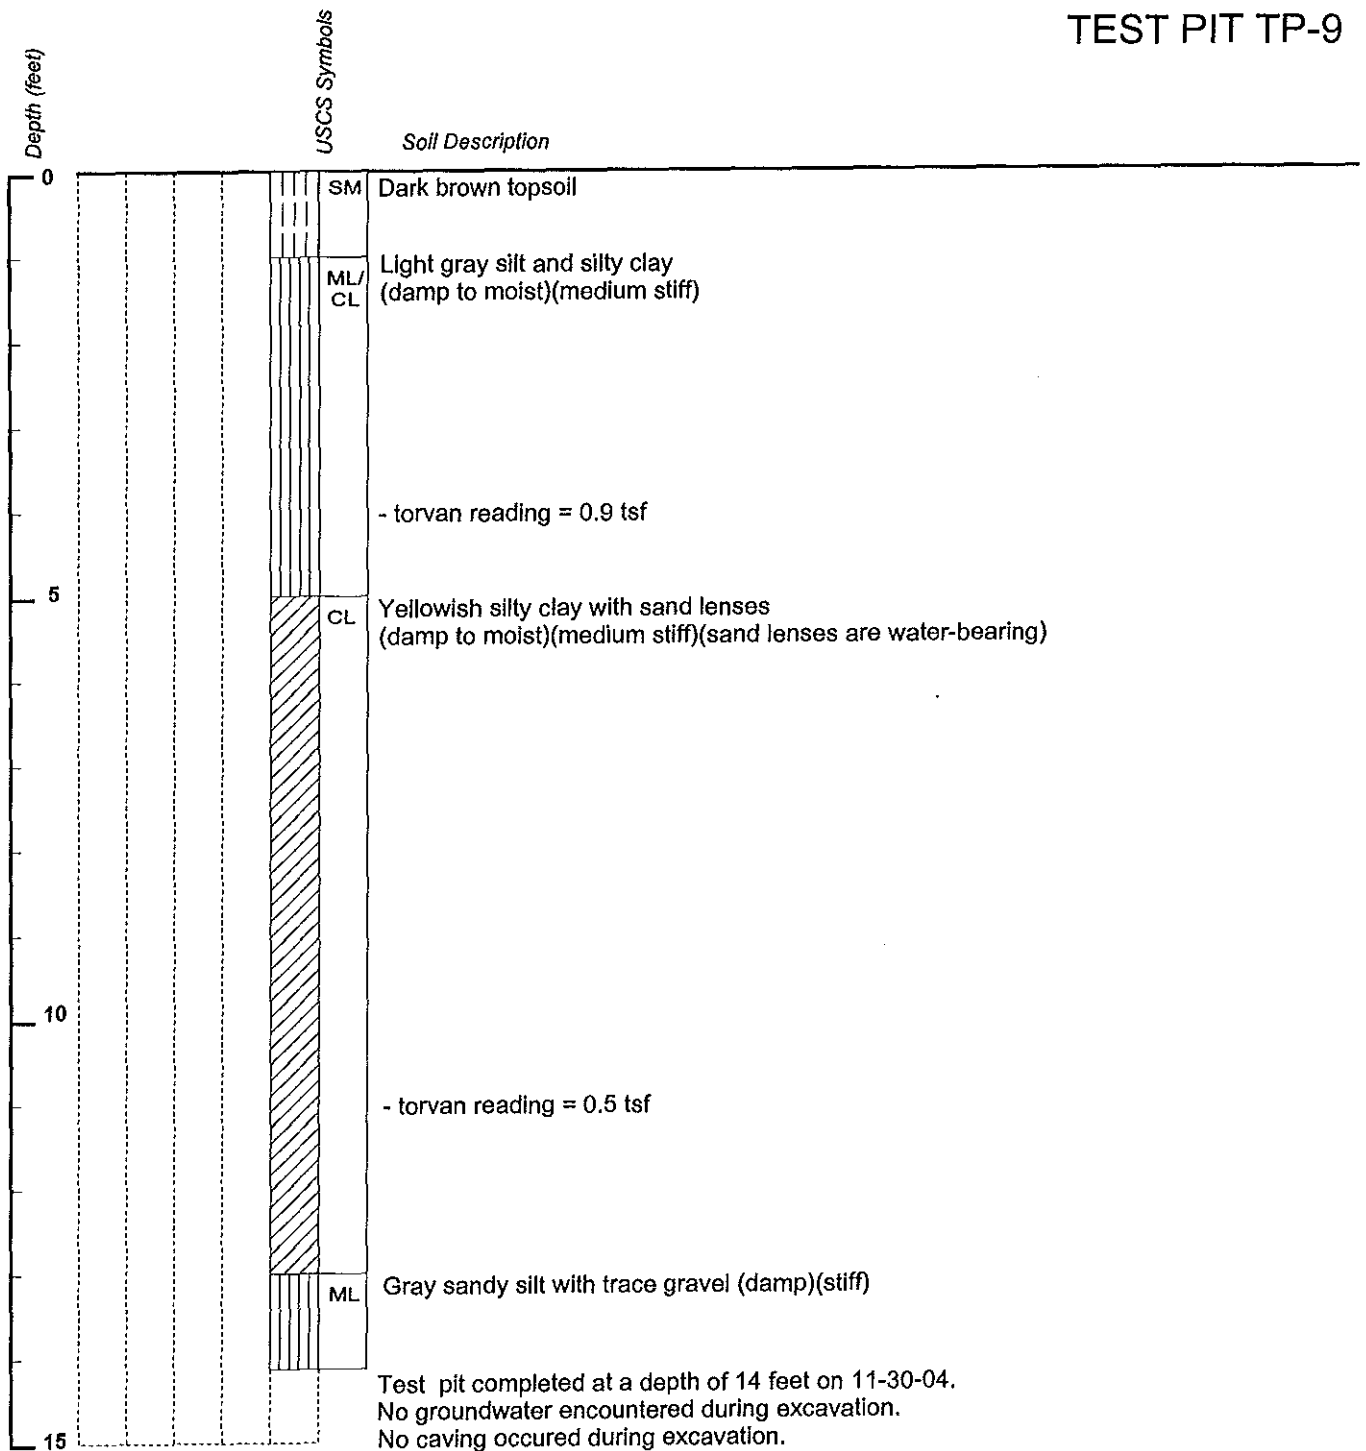 TEST PIT TP-9
Depth (feet)
USCS Symbols
Soil Description
0
SM
Dark brown topsoil
ML/
CL
Light gray silt and silty clay
(damp to moist)(medium stiff)
- torvan reading = 0.9 tsf
5
CL
Yellowish silty clay with sand lenses
(damp to moist)(medium stiff)(sand lenses are water-bearing)
10
- torvan reading = 0.5 tsf
ML
Gray sandy silt with trace gravel (damp)(stiff)
Test pit completed at a depth of 14 feet on 11-30-04.
No groundwater encountered during excavation.
No caving occured during excavation.
15